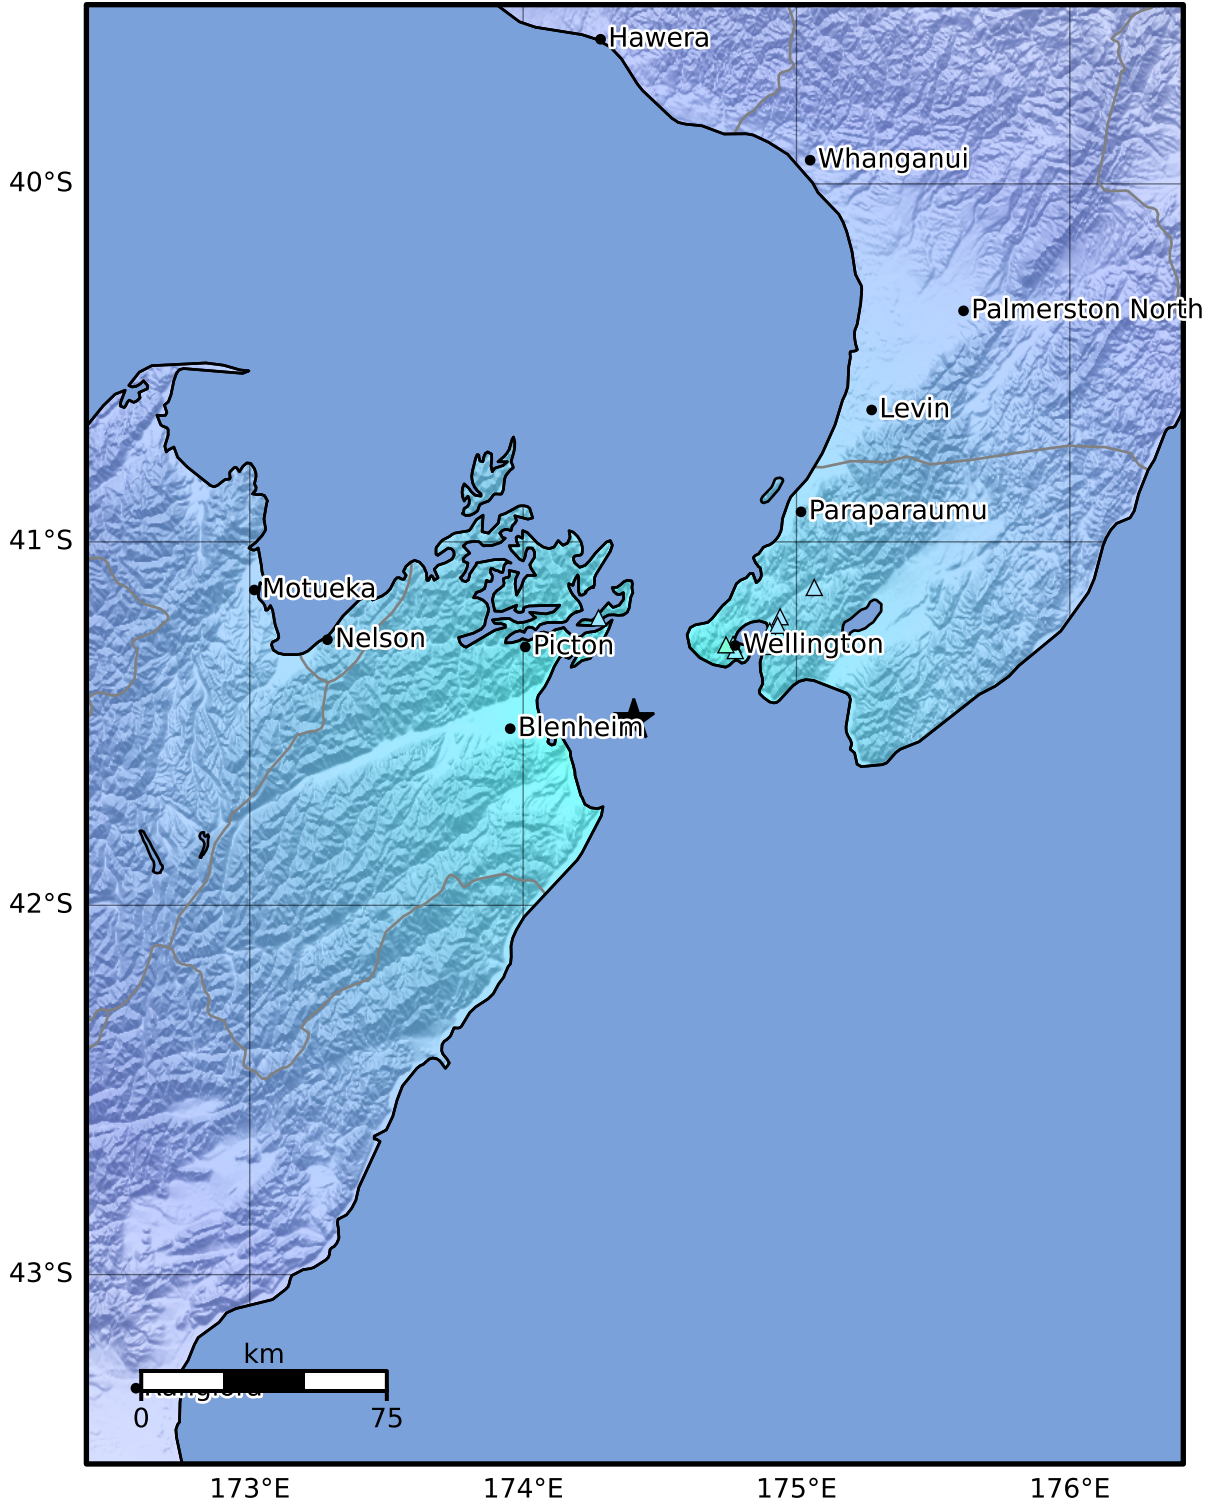 Hawera
Whanganui
40°S
Palmerston North
Levin
Paraparaumu
41°S
Motueka
Nelson
Picton
Wellington
Blenheim
42°S
43°S
km
0
75
173°E
174°E
175°E
176°E